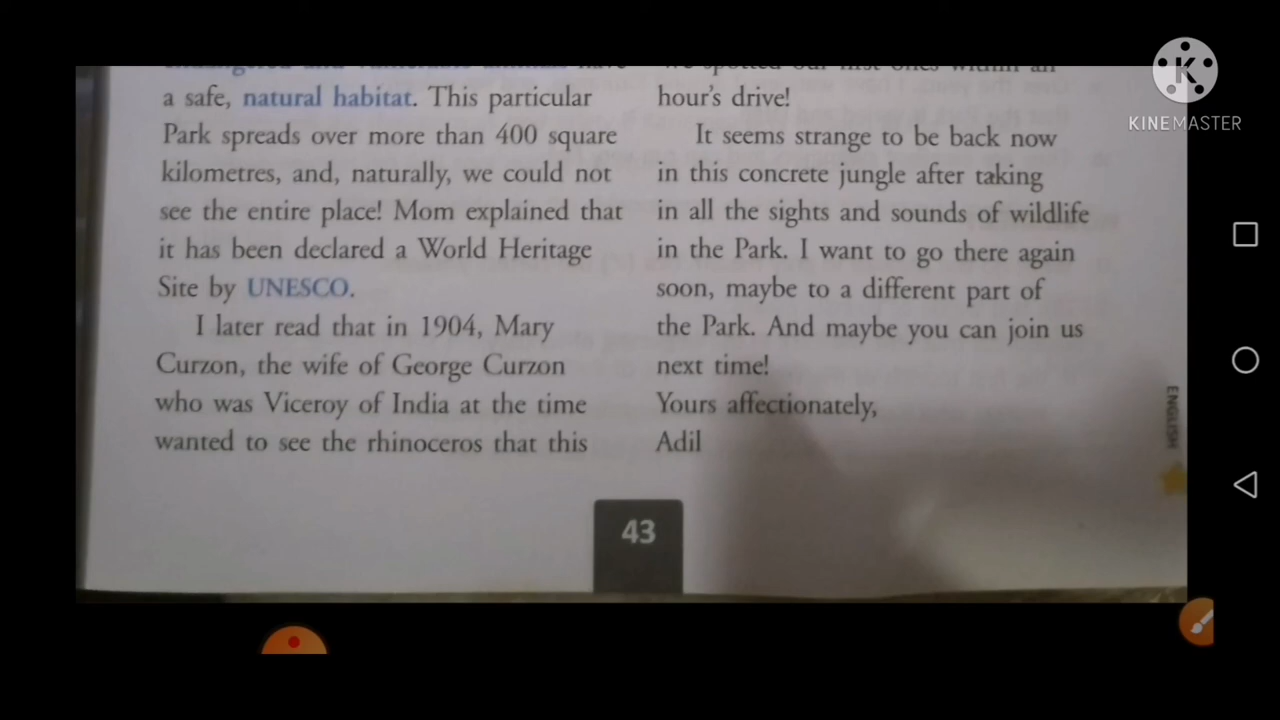 a safe, natural habitat. This particular
Park spreads over more than 400 square
kilometres, and, naturally, we could not
see the entire place! Mom explained that
it has been declared a World Heritage
Site by UNESCO.
I later read that in 1904, Mary
Curzon, the wife of George Curzon
who was Viceroy of India at the time
wanted to see the rhinoceros that this
hour's drive!
It seems strange to be back now
in this concrete jungle after taking
in all the sights and sounds of wildlife
in the Park. I want to go there again
soon, maybe to a different part of
the Park. And maybe you can join us
next time!
Yours affectionately,
Adil
43
ENGLISH
K
KINEMASTER